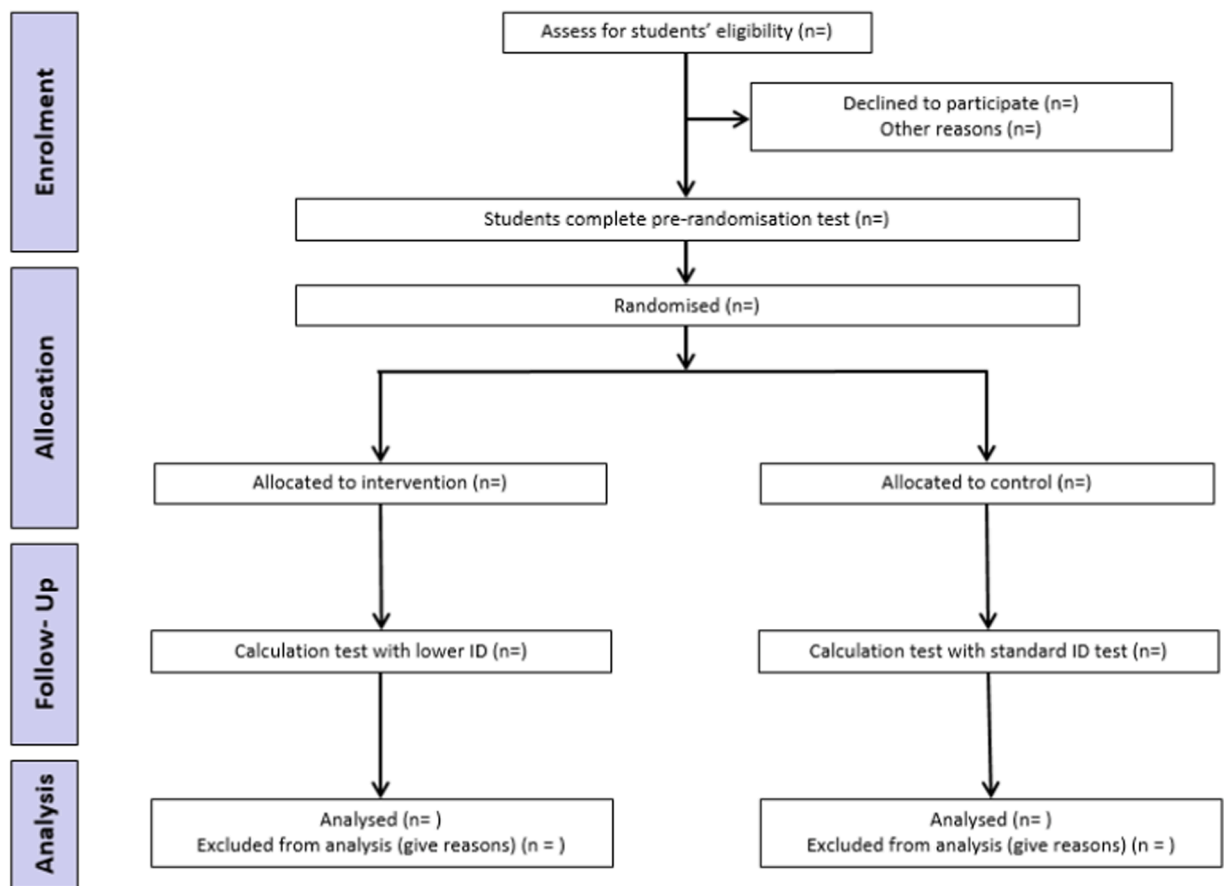 Enrolment
Assess for students’ eligibility (n=)
Declined to participate (n=)
Other reasons (n=)
Students complete pre-randomisation test (n=)
Allocation
Randomised (n=)
Allocated to intervention (n=)
Allocated to control (n=)
Follow- Up
Calculation test with lower ID (n=)
Calculation test with standard ID test (n=)
Analysis
Analysed (n= )
Excluded from analysis (give reasons) (n = )
Analysed (n= )
Excluded from analysis (give reasons) (n = )